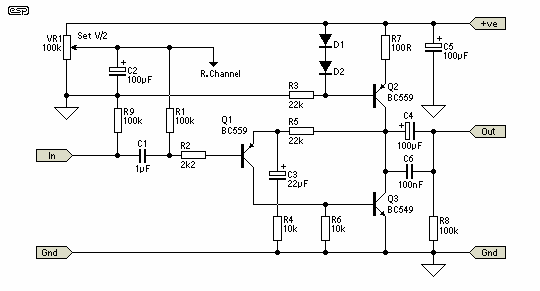 ESP
+ve
VR1
100k
Set V/2
D1
R7
100R
+
C5
100µF
+
C2
100µF
R.Channel
D2
R3
22k
Q2
BC559
R9
100k
R1
100k
Q1
BC559
R5
22k
+
C4
100µF
Out
In
C1
1µF
R2
2k2
+
C3
22µF
C6
100nF
Q3
BC549
R4
10k
R6
10k
R8
100k
Gnd
Gnd